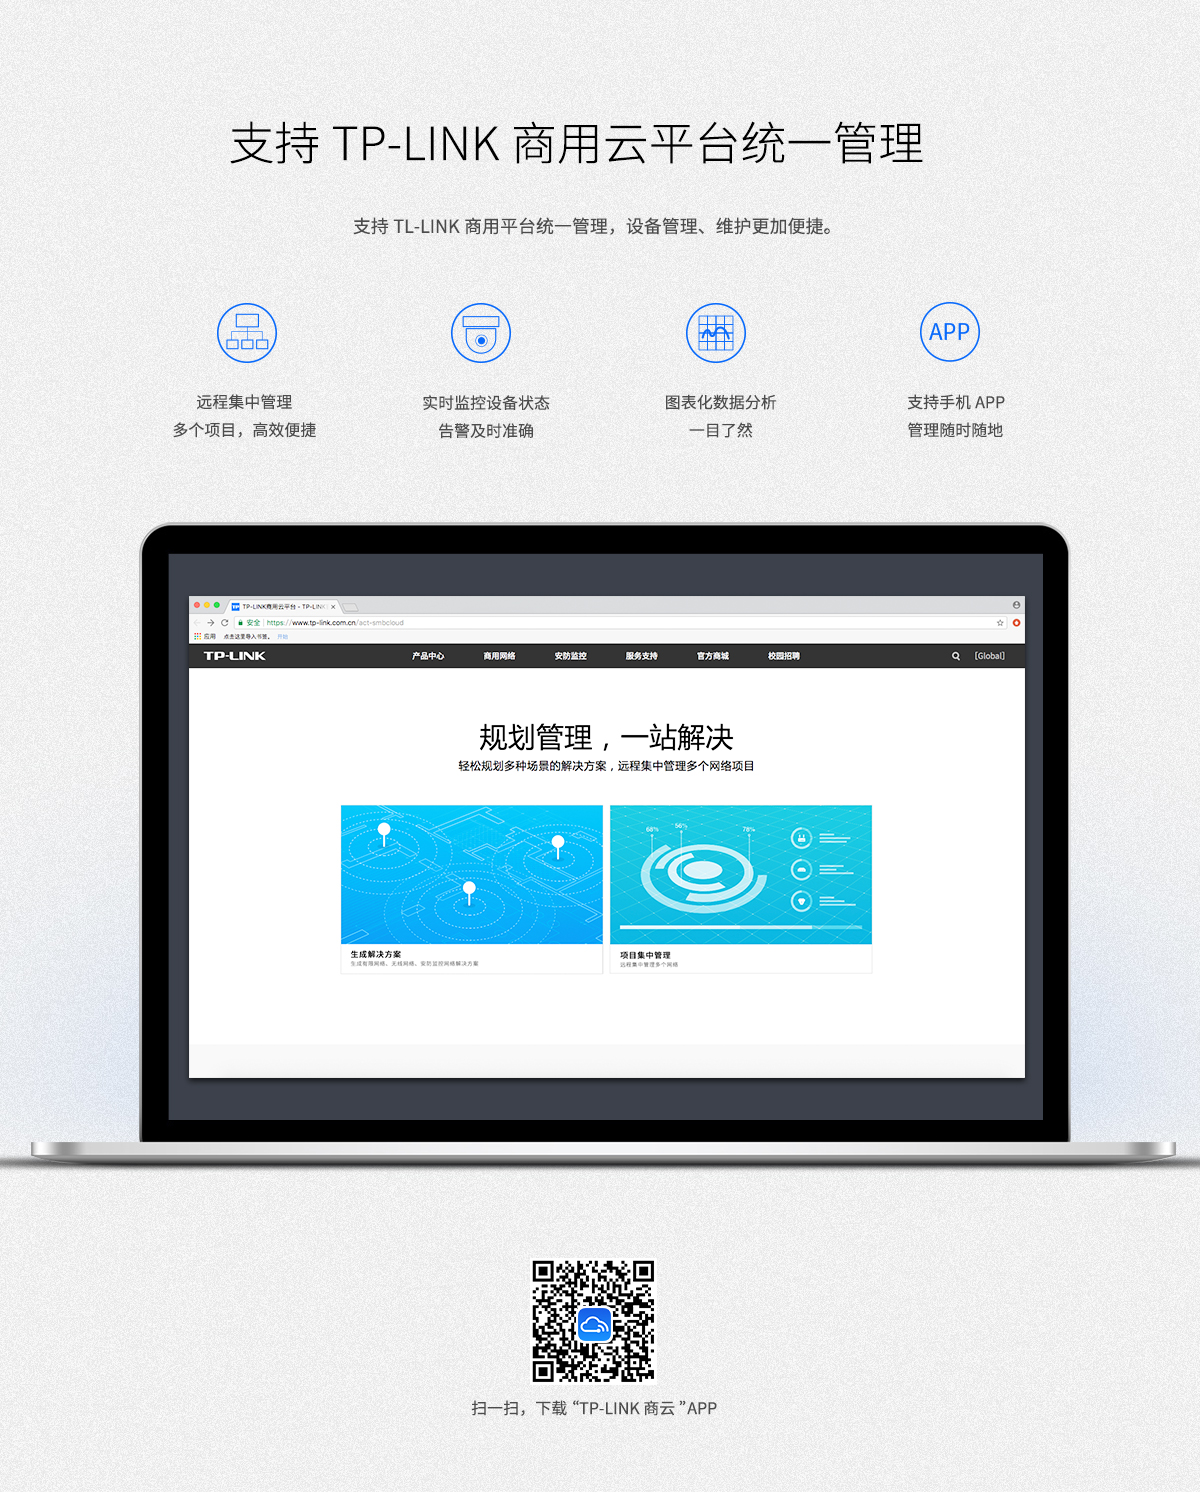 支持 TP-LINK 商用云平台统一管理
支持 TL-LINK 商用平台统一管理，设备管理、维护更加便捷。
APP
远程集中管理
多个项目，高效便捷
实时监控设备状态
告警及时准确
图表化数据分析
一目了然
支持手机 APP
管理随时随地
TP TP-LINK商用云平台 - TP-LINK
安全 https://www.tp-link.com.cn/act-smbcloud
应用 点击这里导入书签。 开始
TP-LINK 产品中心 商用网络 安防监控 服务支持 官方商城 校园招聘 [Global]
规划管理，一站解决
轻松规划多种场景的解决方案，远程集中管理多个网络项目
68% 56% 78%
生成解决方案
生成有限网络、无线网络、安防监控网络解决方案
项目集中管理
远程集中管理多个网络
扫一扫，下载 “TP-LINK 商云 ”APP